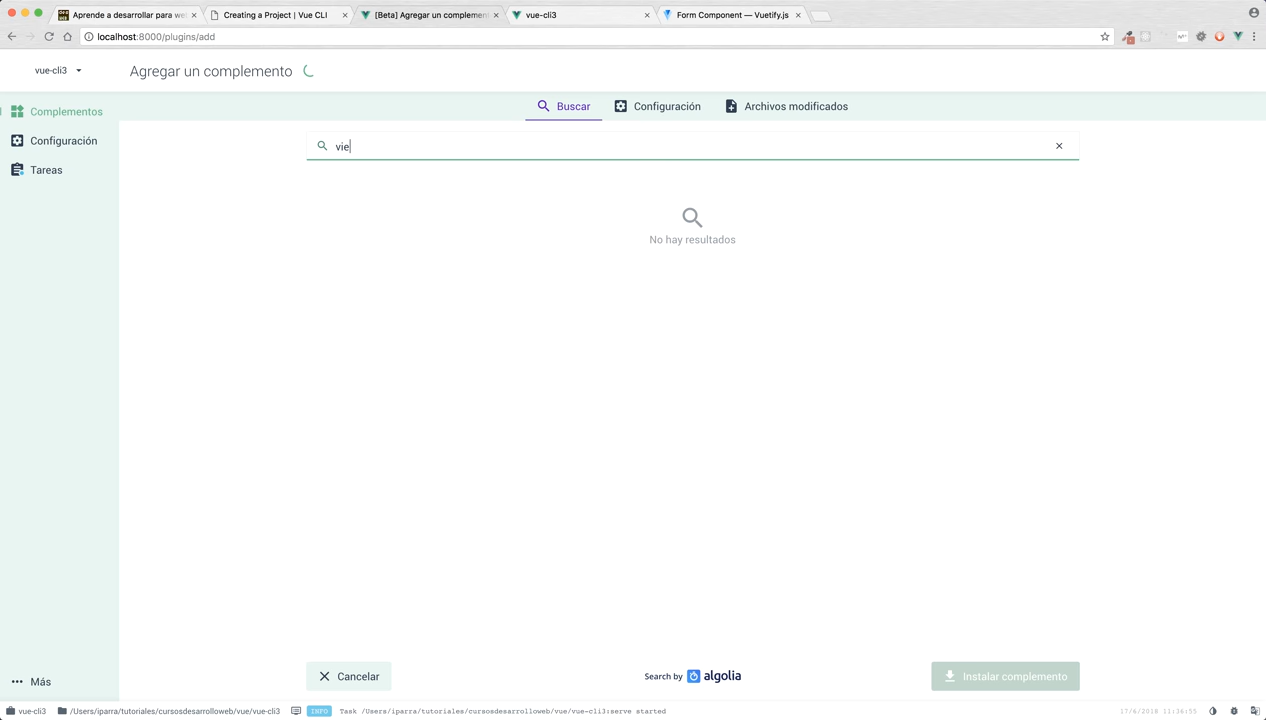 Aprende a desarrollar para we
Creating a Project | Vue CLI
[Beta] Agregar un complemen
vue-cli3
Form Component — Vuetify.js
localhost:8000/plugins/add
vue-cli3
Agregar un complemento
Complementos
Configuración
Tareas
Buscar
Configuración
Archivos modificados
vie
No hay resultados
Cancelar
Search by algolia
Instalar complemento
Más
vue-cli3
/Users/iparra/tutoriales/cursosdesarrolloweb/vue/vue-cli3
INFO
Task /Users/iparra/tutoriales/cursosdesarrolloweb/vue/vue-cli3:serve started
17/6/2018 11:36:55